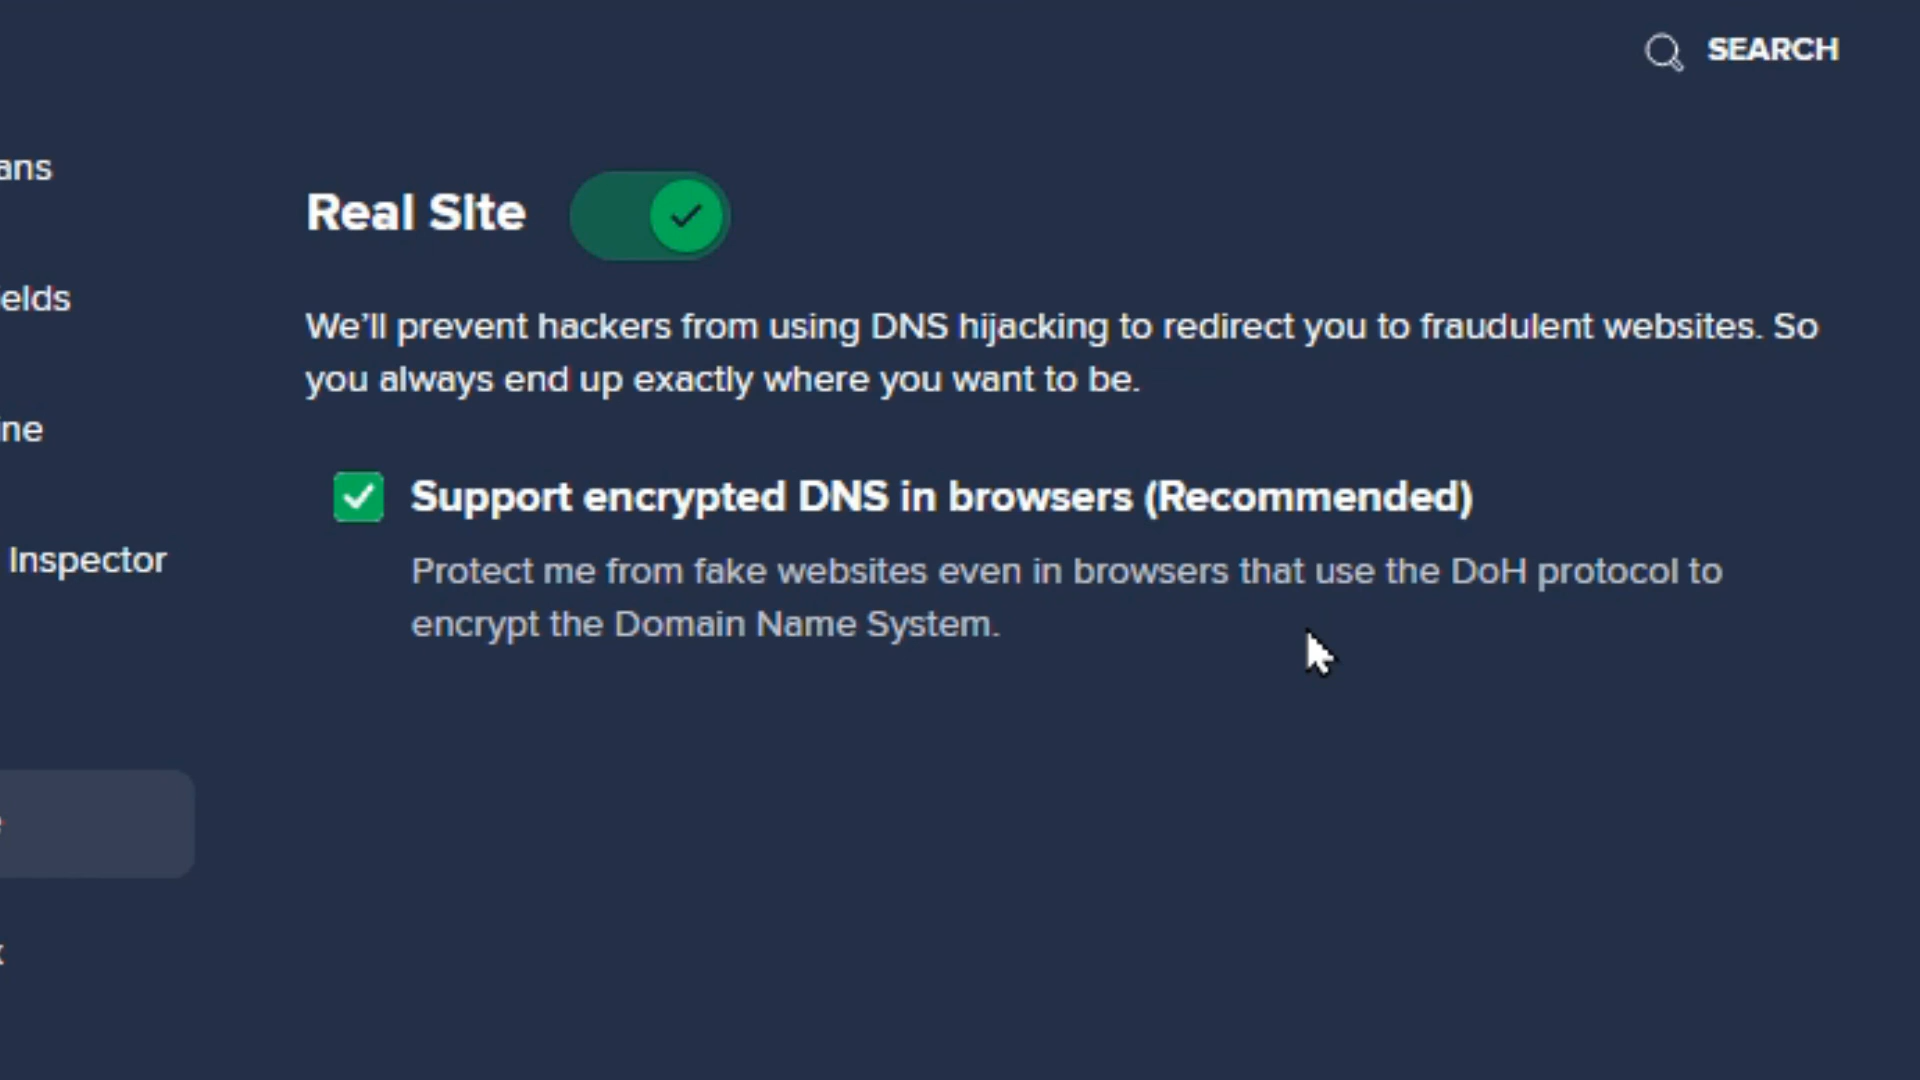 SEARCH
ans
Real Site
We'll prevent hackers from using DNS hijacking to redirect you to fraudulent websites. So
you always end up exactly where you want to be.
elds
ine
Support encrypted DNS in browsers (Recommended)
Inspector
Protect me from fake websites even in browsers that use the DoH protocol to
encrypt the Domain Name System.